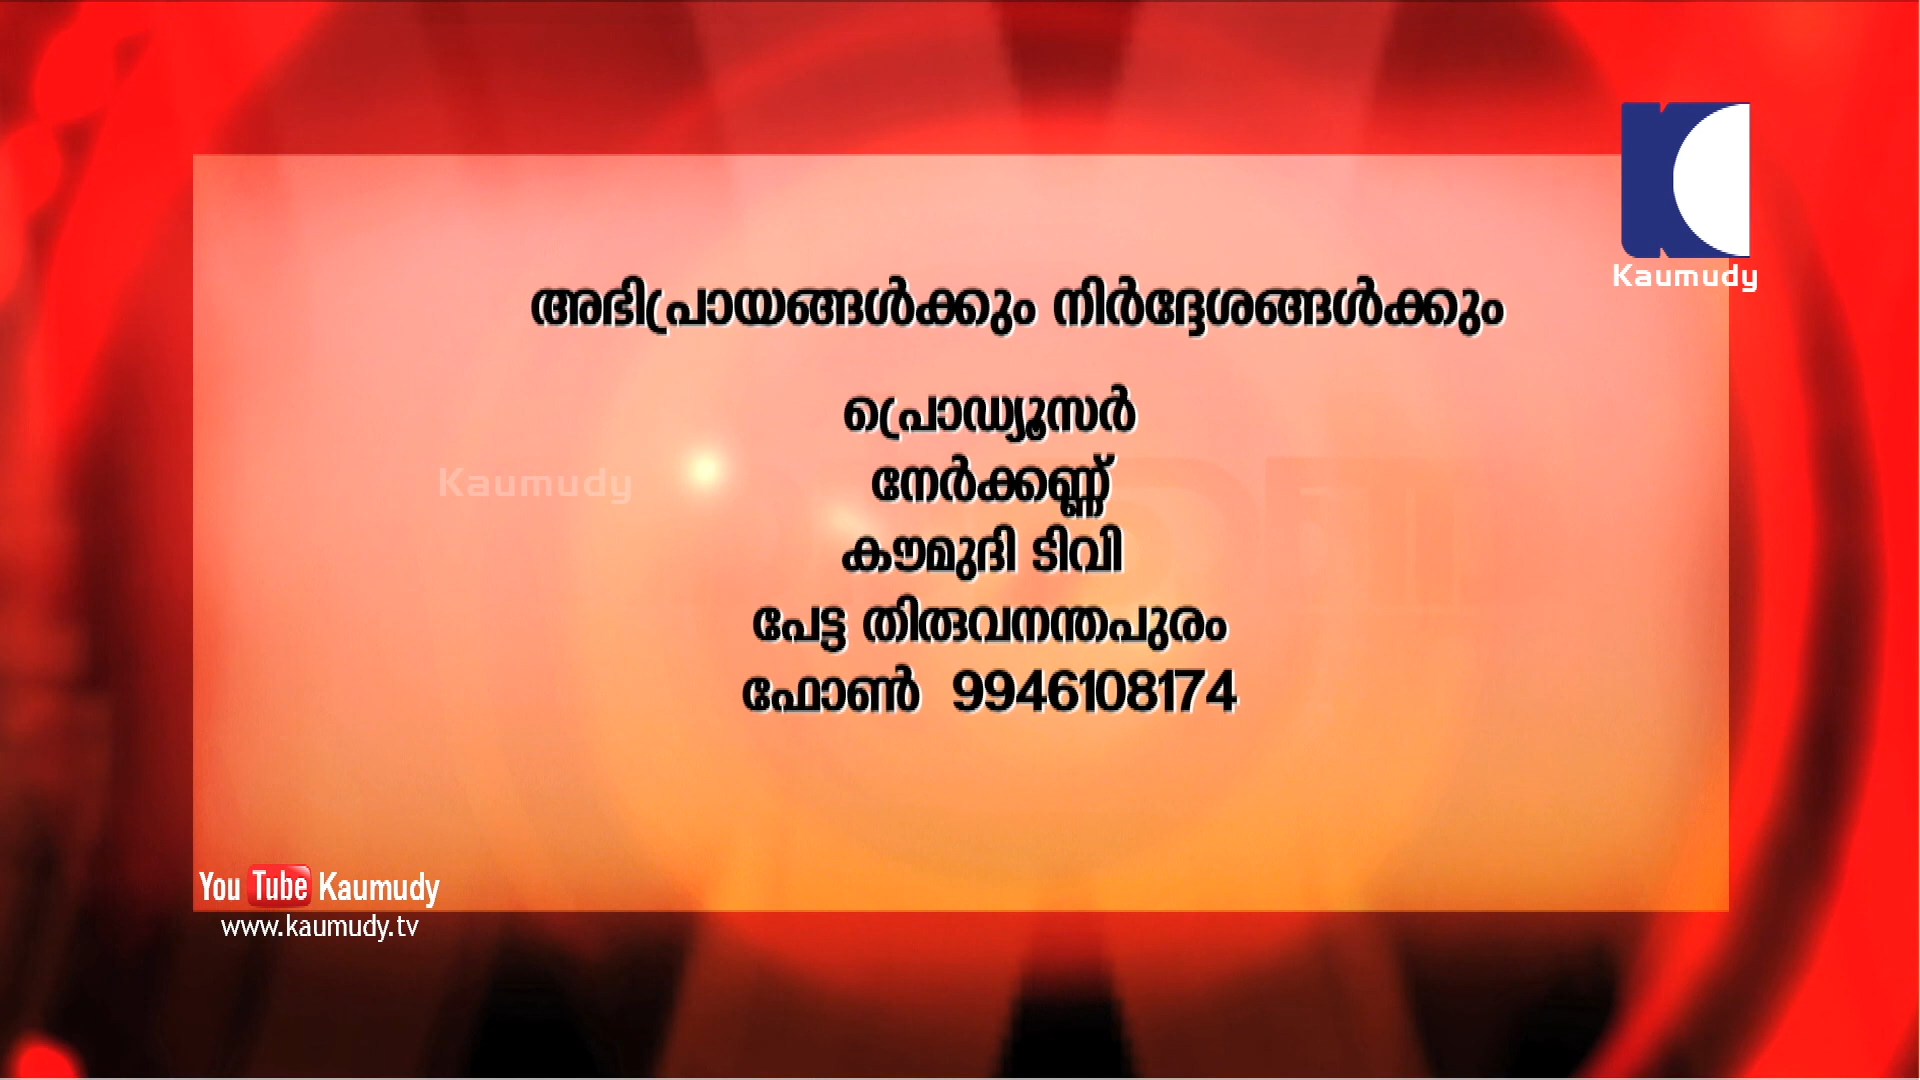 Kaumudy
അഭിപ്രായങ്ങൾക്കും നിർദ്ദേശങ്ങൾക്കും
പ്രൊഡ്യൂസർ
Kaumudy
നേർക്കണ്ണ്
കൗമുദി ടിവി
പേട്ട തിരുവനന്തപുരം
ഫോൺ 9946108174
You Tube Kaumudy
www.kaumudy.tv